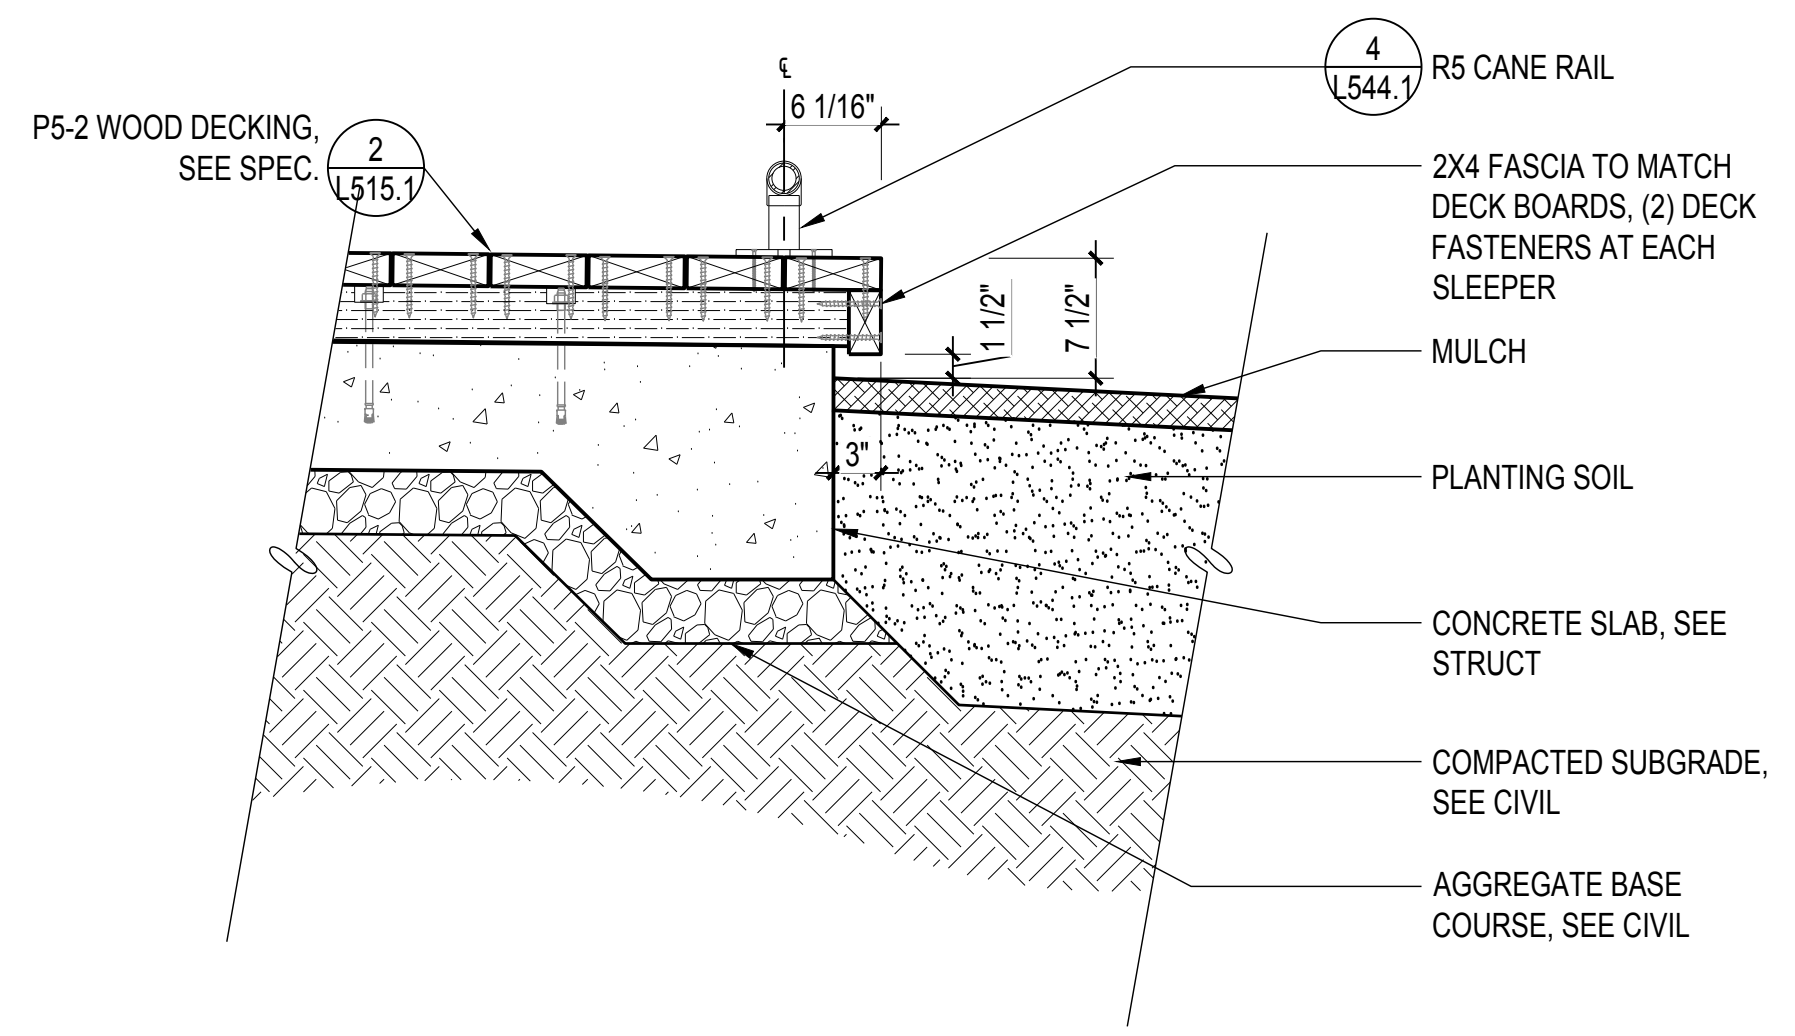 P5-2 WOOD DECKING,
SEE SPEC.
2
L515.1
℄
6 1/16"
4
L544.1
R5 CANE RAIL
2X4 FASCIA TO MATCH
DECK BOARDS, (2) DECK
FASTENERS AT EACH
SLEEPER
1 1/2"
7 1/2"
MULCH
3"
PLANTING SOIL
CONCRETE SLAB, SEE
STRUCT
COMPACTED SUBGRADE,
SEE CIVIL
AGGREGATE BASE
COURSE, SEE CIVIL